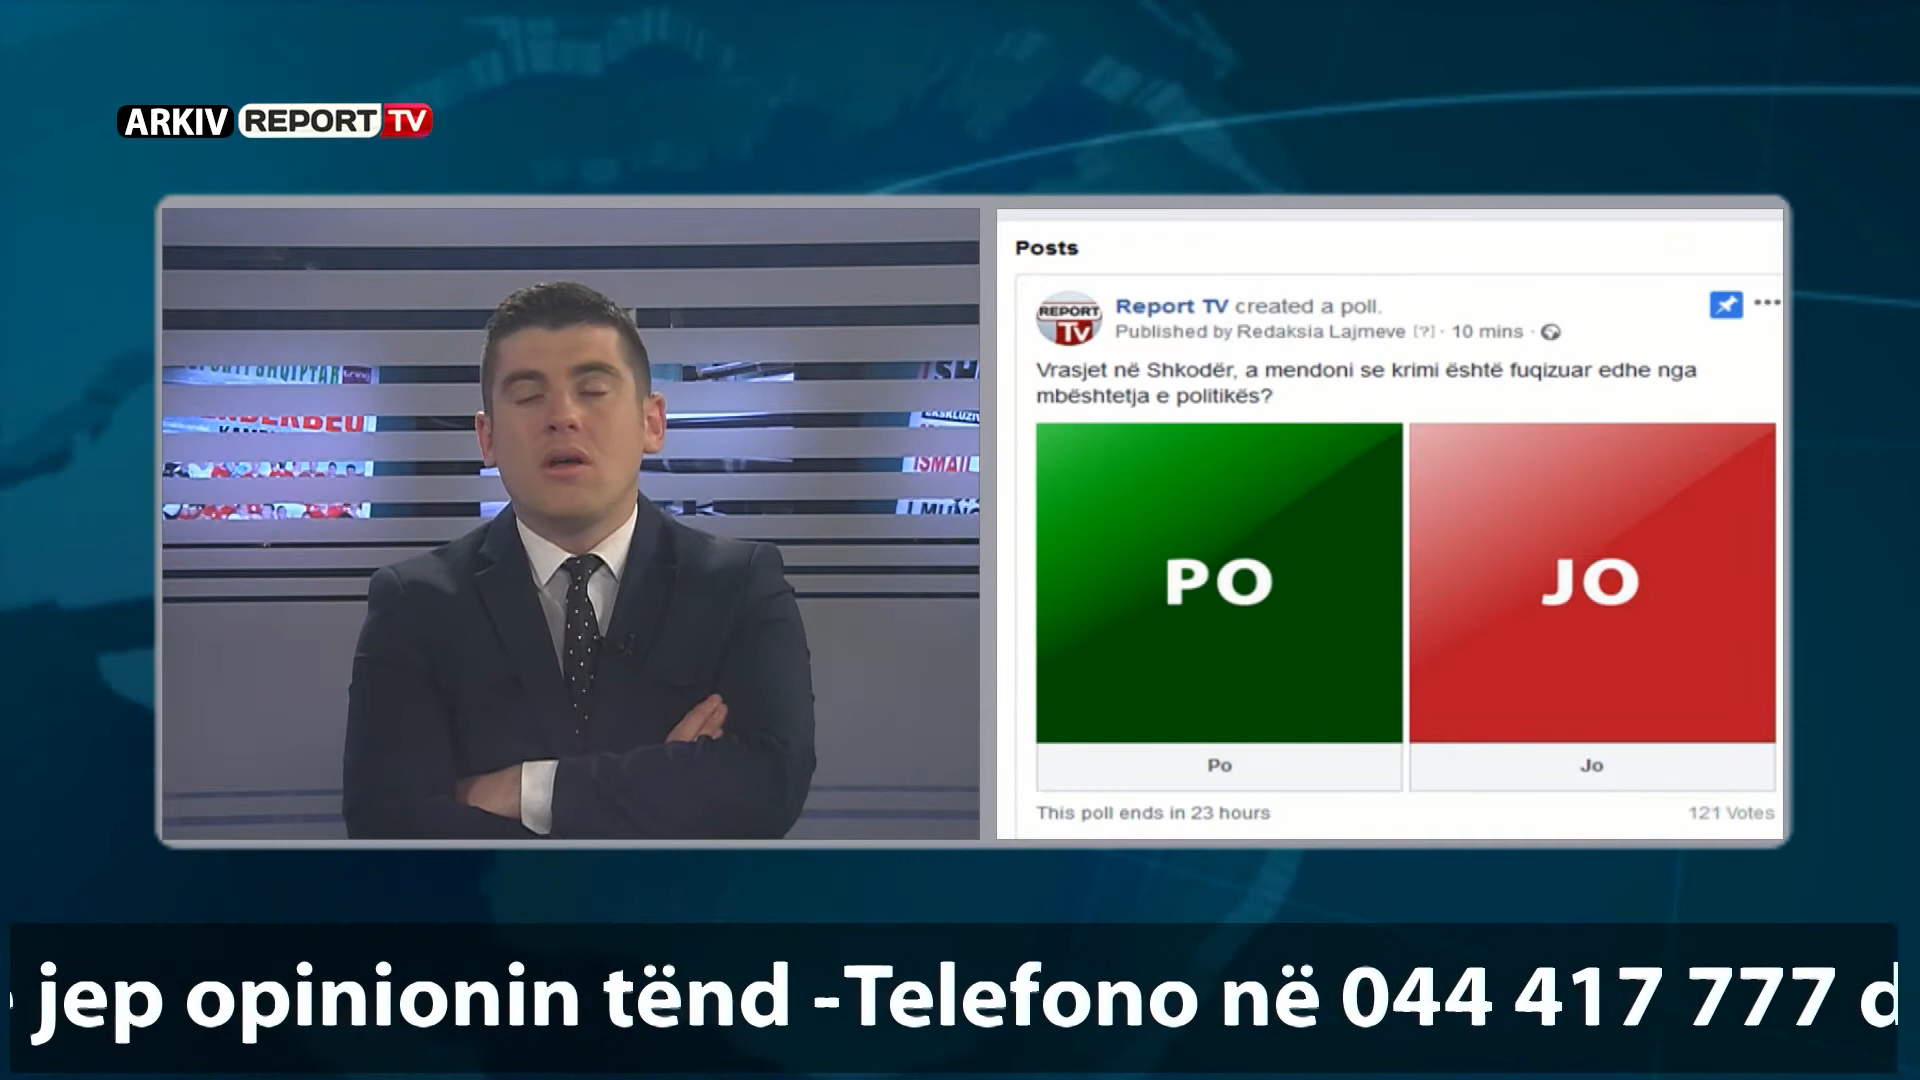 ARKIV REPORT TV
Posts
REPORT TV
Report TV created a poll.
Published by Redaksia Lajmeve [?] · 10 mins ·
Vrasjet në Shkodër, a mendoni se krimi është fuqizuar edhe nga
mbështetja e politikës?
PO
JO
Po
Jo
This poll ends in 23 hours
121 Votes
jep opinionin tënd -Telefono në 044 417 777 d